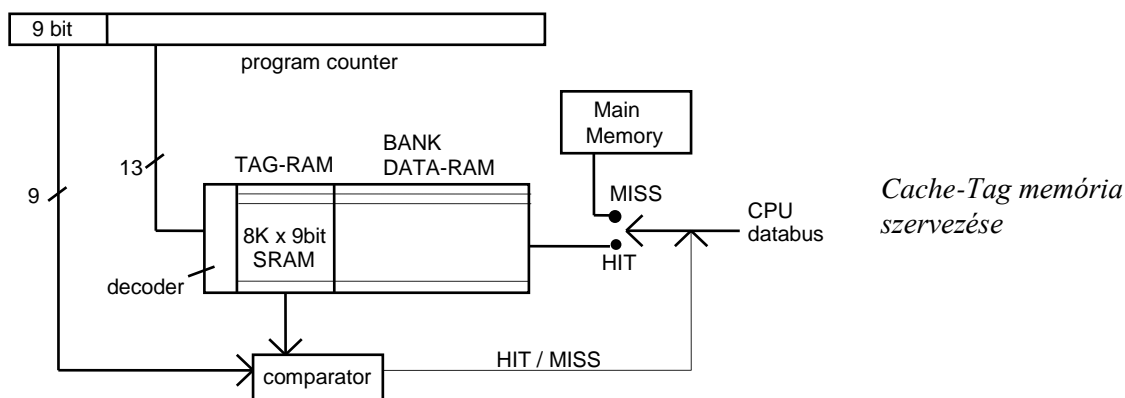 9 bit
program counter
Main
Memory
BANK
TAG-RAM
DATA-RAM
13
9
MISS
CPU
databus
Cache-Tag memória
szervezése
8K x 9bit
SRAM
HIT
decoder
HIT / MISS
comparator